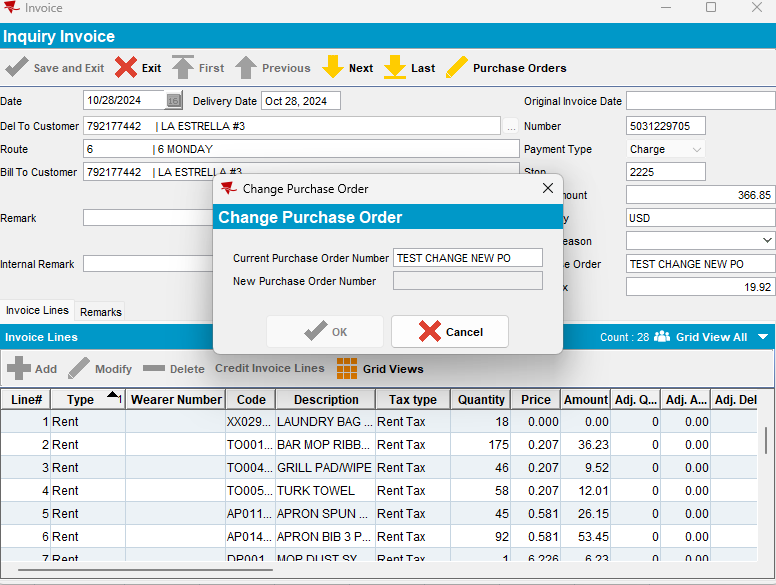 Invoice
Inquiry Invoice
Save and Exit Exit First Previous Next Last Purchase Orders
Date 10/28/2024 16 Delivery Date Oct 28, 2024 Original Invoice Date
Del To Customer 792177442 | LA ESTRELLA #3 ... Number 5031229705
Route 6 | 6 MONDAY Payment Type Charge
Bill To Customer 792177442 | LA ESTRELLA #3 Stop 2225
Change Purchase Order
Change Purchase Order
Current Purchase Order Number TEST CHANGE NEW PO
New Purchase Order Number
OK Cancel
ount 366.85
Remark y USD
eason
Internal Remark e Order TEST CHANGE NEW PO
x 19.92
Invoice Lines Remarks
Invoice Lines Count : 28 Grid View All
Add Modify Delete Credit Invoice Lines Grid Views
Line# Type 1 Wearer Number Code Description Tax type Quantity Price Amount Adj. Q... Adj. A... Adj. Del
1 Rent XX029... LAUNDRY BAG ... Rent Tax 18 0.000 0.00 0 0.00
2 Rent TO001... BAR MOP RIBB... Rent Tax 175 0.207 36.23 0 0.00
3 Rent TO004... GRILL PAD/WIPE Rent Tax 46 0.207 9.52 0 0.00
4 Rent TO005... TURK TOWEL Rent Tax 58 0.207 12.01 0 0.00
5 Rent AP011... APRON SPUN ... Rent Tax 45 0.581 26.15 0 0.00
6 Rent AP014... APRON BIB 3 P... Rent Tax 92 0.581 53.45 0 0.00
7 Rent DP001 MOP DUST SY Rent Tax 1 6.226 6.23 0 0.00